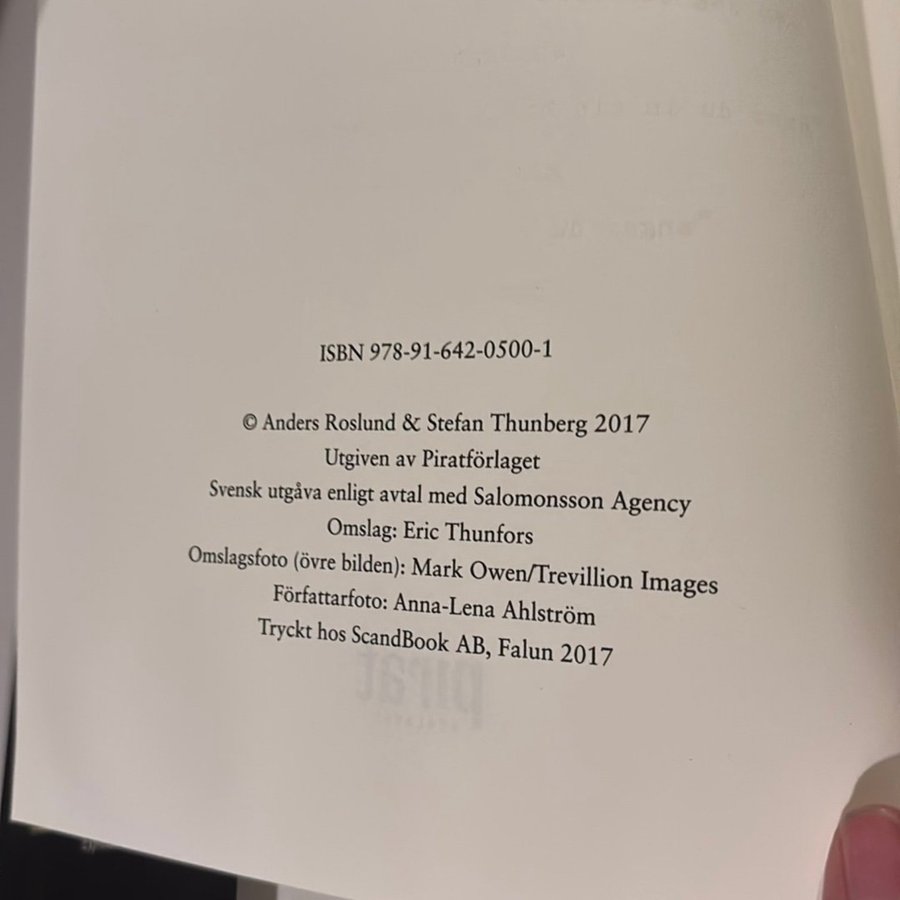 ISBN 978-91-642-0500-1
© Anders Roslund & Stefan Thunberg 2017
Utgiven av Piratförlaget
Svensk utgåva enligt avtal med Salomonsson Agency
Omslag: Eric Thunfors
Omslagsfoto (övre bilden): Mark Owen/Trevillion Images
Författarfoto: Anna-Lena Ahlström
Tryckt hos ScandBook AB, Falun 2017
pirat